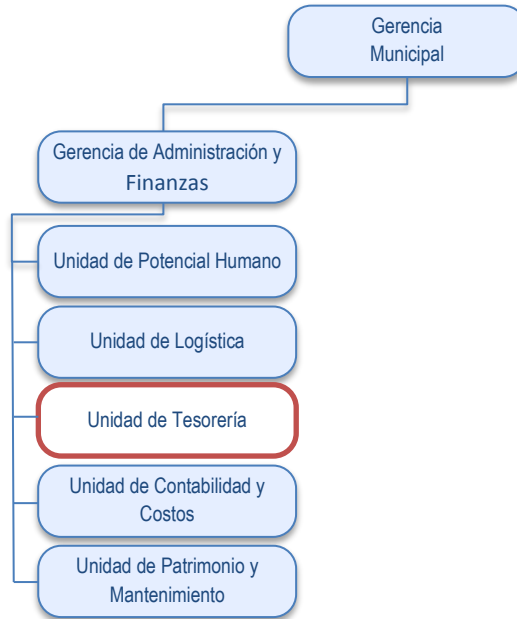 Gerencia
Municipal
Gerencia de Administración y
Finanzas
Unidad de Potencial Humano
Unidad de Logística
Unidad de Tesorería
Unidad de Contabilidad y
Costos
Unidad de Patrimonio y
Mantenimiento